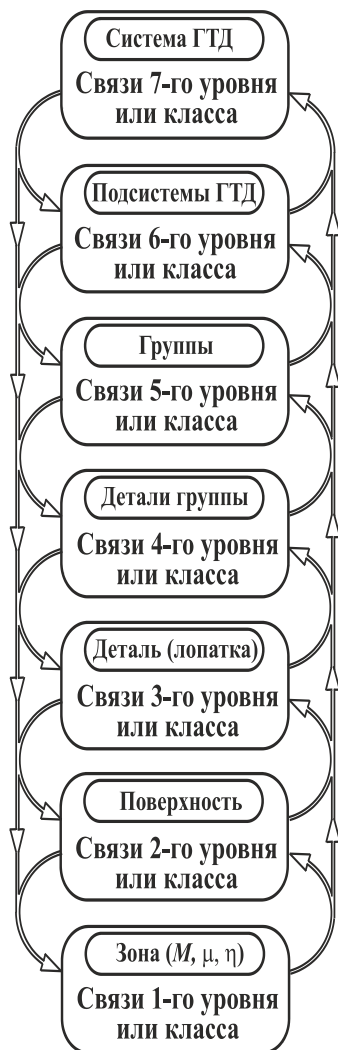 Система ГТД
Связи 7-го уровня
или класса
Подсистемы ГТД
Связи 6-го уровня
или класса
Группы
Связи 5-го уровня
или класса
Детали группы
Связи 4-го уровня
или класса
Деталь (лопатка)
Связи 3-го уровня
или класса
Поверхность
Связи 2-го уровня
или класса
Зона (M, μ, η)
Связи 1-го уровня
или класса